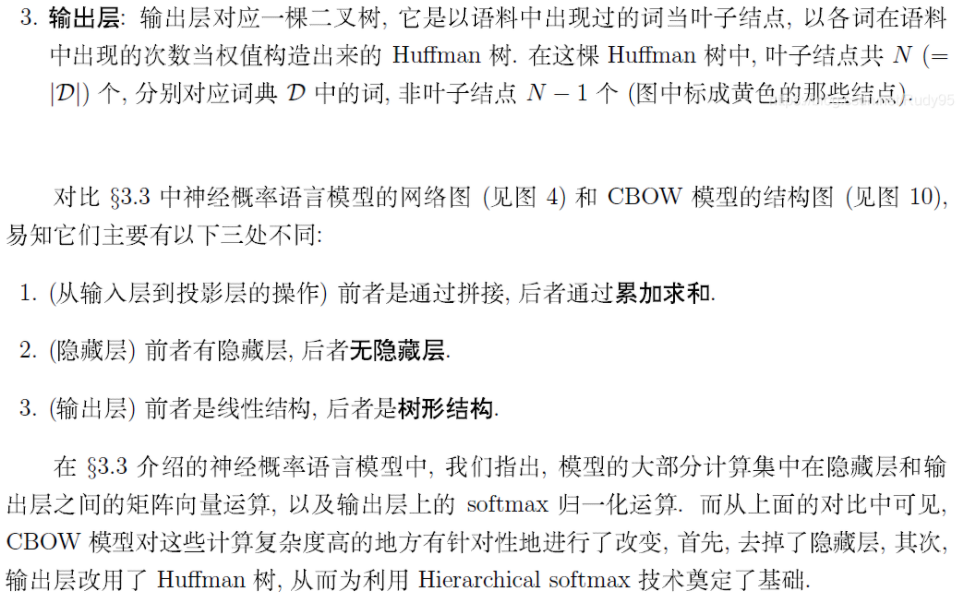 3. 输出层: 输出层对应一棵二叉树, 它是以语料中出现过的词当叶子结点, 以各词在语料
中出现的次数当权值构造出来的 Huffman 树. 在这棵 Huffman 树中, 叶子结点共 N (=
|D|) 个, 分别对应词典 D 中的词, 非叶子结点 N − 1 个 (图中标成黄色的那些结点).
对比 §3.3 中神经概率语言模型的网络图 (见图 4) 和 CBOW 模型的结构图 (见图 10),
易知它们主要有以下三处不同:
1. (从输入层到投影层的操作) 前者是通过拼接, 后者通过累加求和.
2. (隐藏层) 前者有隐藏层, 后者无隐藏层.
3. (输出层) 前者是线性结构, 后者是树形结构.
在 §3.3 介绍的神经概率语言模型中, 我们指出, 模型的大部分计算集中在隐藏层和输
出层之间的矩阵向量运算, 以及输出层上的 softmax 归一化运算. 而从上面的对比中可见,
CBOW 模型对这些计算复杂度高的地方有针对性地进行了改变, 首先, 去掉了隐藏层, 其次,
输出层改用了 Huffman 树, 从而为利用 Hierarchical softmax 技术奠定了基础.